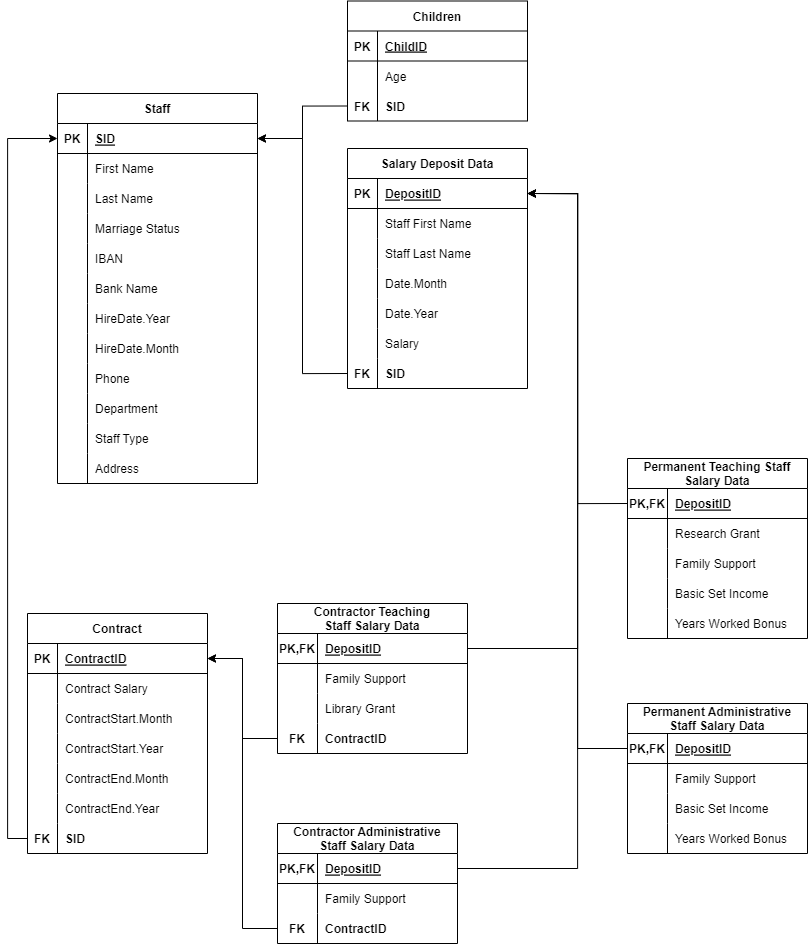 Children
PK ChildID
Age
FK SID
Staff
PK SID
First Name
Last Name
Marriage Status
IBAN
Bank Name
HireDate.Year
HireDate.Month
Phone
Department
Staff Type
Address
Salary Deposit Data
PK DepositID
Staff First Name
Staff Last Name
Date.Month
Date.Year
Salary
FK SID
Permanent Teaching Staff
Salary Data
PK,FK DepositID
Research Grant
Family Support
Basic Set Income
Years Worked Bonus
Contract
PK ContractID
Contract Salary
ContractStart.Month
ContractStart.Year
ContractEnd.Month
ContractEnd.Year
FK SID
Contractor Teaching
Staff Salary Data
PK,FK DepositID
Family Support
Library Grant
FK ContractID
Permanent Administrative
Staff Salary Data
PK,FK DepositID
Family Support
Basic Set Income
Years Worked Bonus
Contractor Administrative
Staff Salary Data
PK,FK DepositID
Family Support
FK ContractID